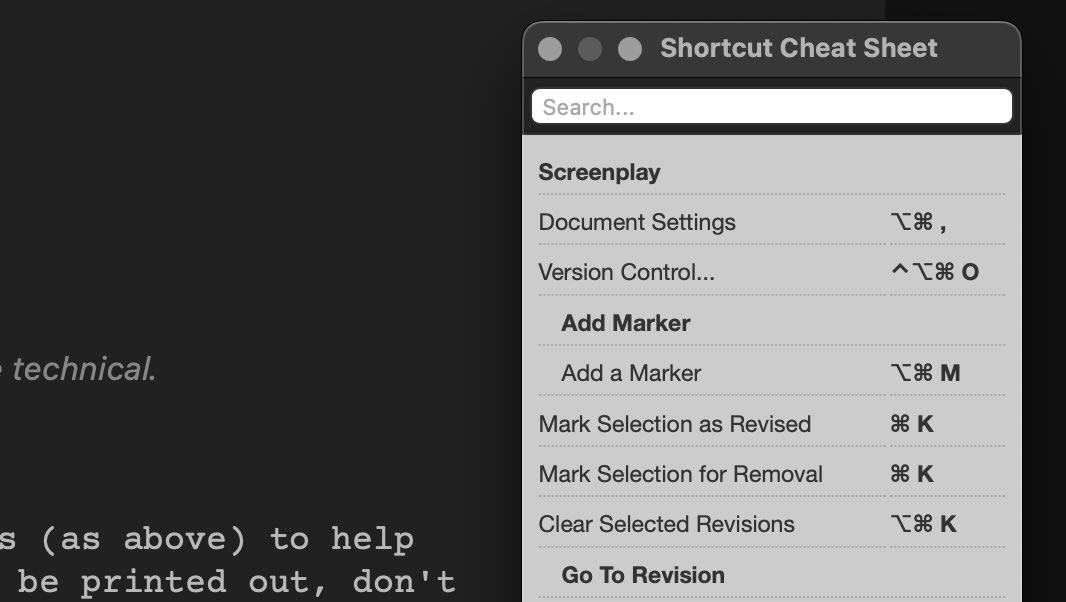 Shortcut Cheat Sheet
Search...
Screenplay
Document Settings ⌥⌘ ,
Version Control... ^⌥⌘ O
Add Marker
Add a Marker ⌥⌘ M
Mark Selection as Revised ⌘ K
Mark Selection for Removal ⌘ K
Clear Selected Revisions ⌥⌘ K
Go To Revision
technical.
s (as above) to help
be printed out, don't